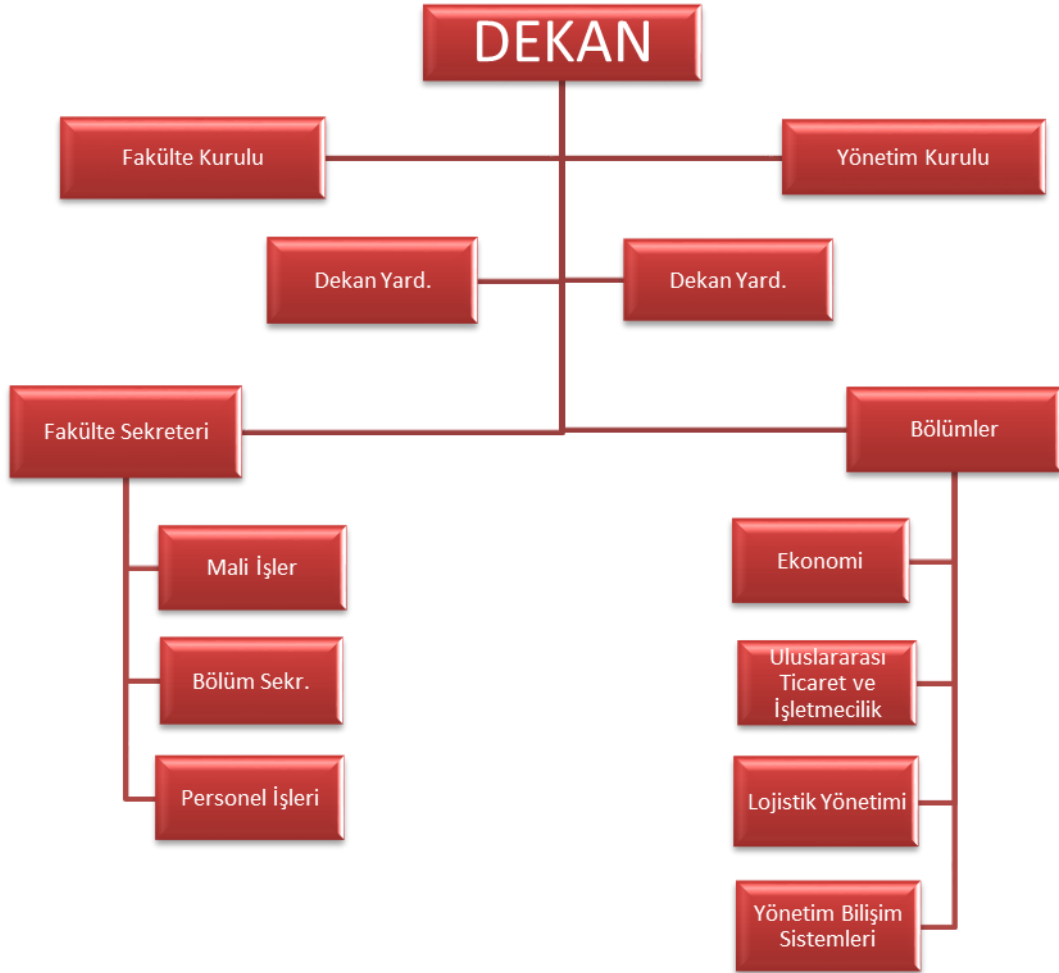 DEKAN
Fakülte Kurulu
Yönetim Kurulu
Dekan Yard.
Dekan Yard.
Fakülte Sekreteri
Bölümler
Mali İşler
Bölüm Sekr.
Personel İşleri
Ekonomi
Uluslararası
Ticaret ve
İşletmecilik
Lojistik Yönetimi
Yönetim Bilişim
Sistemleri